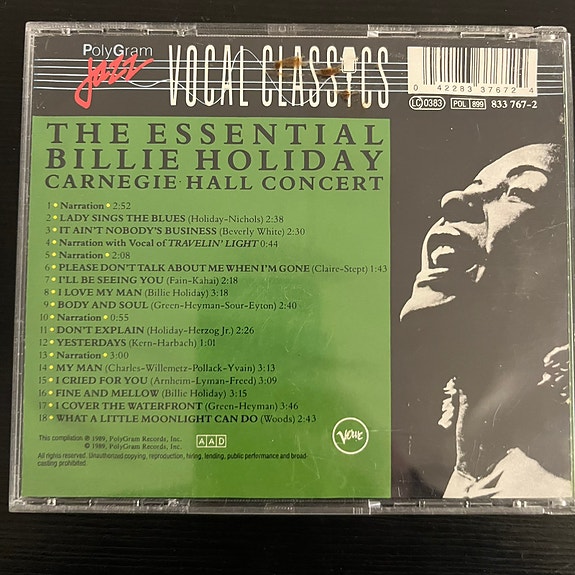 PolyGram
Jazz
VOCAL CLASSICS
0 42283 37672 4
LC 0383 POL 899 833 767-2
THE ESSENTIAL
BILLIE HOLIDAY
CARNEGIE·HALL CONCERT
1 • Narration • 2:52
2 • LADY SINGS THE BLUES (Holiday-Nichols) 2:38
3 • IT AIN'T NOBODY'S BUSINESS (Beverly White) 2:30
4 • Narration with Vocal of TRAVELIN' LIGHT 0:44
5 • Narration • 2:08
6 • PLEASE DON'T TALK ABOUT ME WHEN I'M GONE (Claire-Stept) 1:43
7 • I'LL BE SEEING YOU (Fain-Kahai) 2:18
8 • I LOVE MY MAN (Billie Holiday) 3:18
9 • BODY AND SOUL (Green-Heyman-Sour-Eyton) 2:40
10 • Narration • 0:55
11 • DON'T EXPLAIN (Holiday-Herzog Jr.) 2:26
12 • YESTERDAYS (Kern-Harbach) 1:01
13 • Narration • 3:00
14 • MY MAN (Charles-Willemetz-Pollack-Yvain) 3:13
15 • I CRIED FOR YOU (Arnheim-Lyman-Freed) 3:09
16 • FINE AND MELLOW (Billie Holiday) 3:15
17 • I COVER THE WATERFRONT (Green-Heyman) 3:46
18 • WHAT A LITTLE MOONLIGHT CAN DO (Woods) 2:43
This compilation ℗ 1989, PolyGram Records, Inc.
© 1989, PolyGram Records, Inc.
AAD
Verve
All rights reserved. Unauthorized copying, reproduction, hiring, lending, public performance and broad-
casting prohibited.